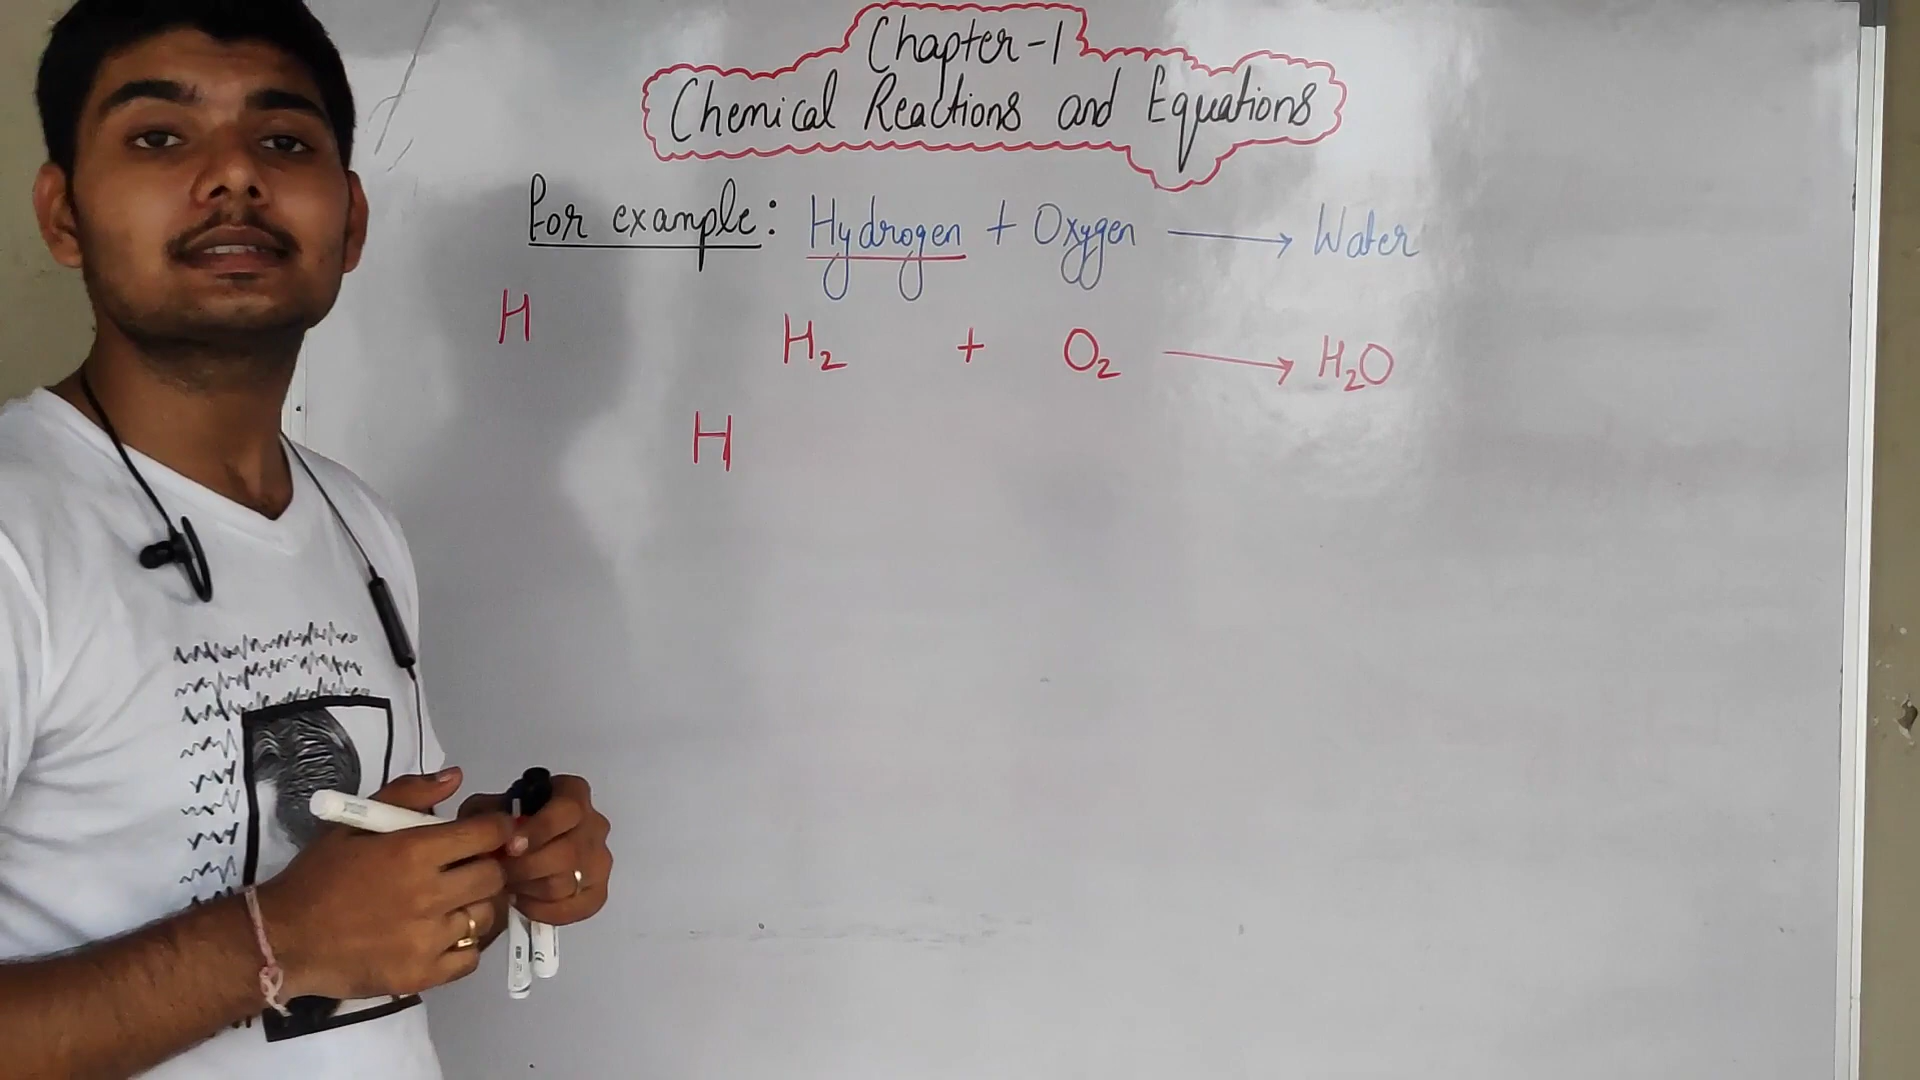 Chapter-1
Chemical Reactions and Equations
For example: Hydrogen + Oxygen ⟶ Water
H
H₂ + O₂ ⟶ H₂O
H